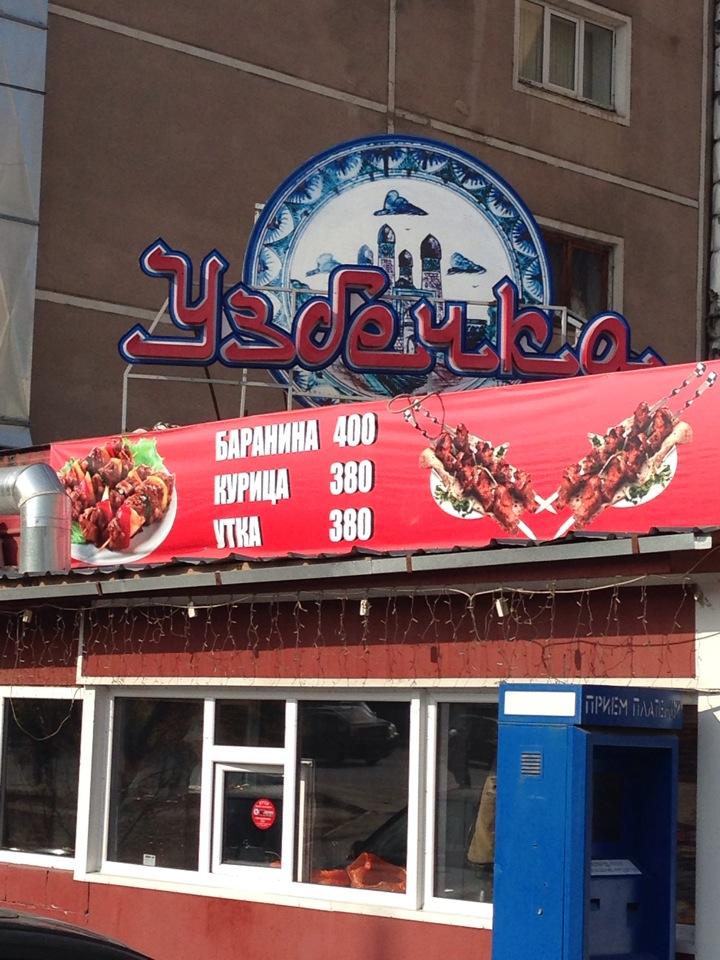 Узбечка
БАРАНИНА 400
КУРИЦА 380
УТКА 380
ПРИЕМ ПЛАТЕЖЕЙ